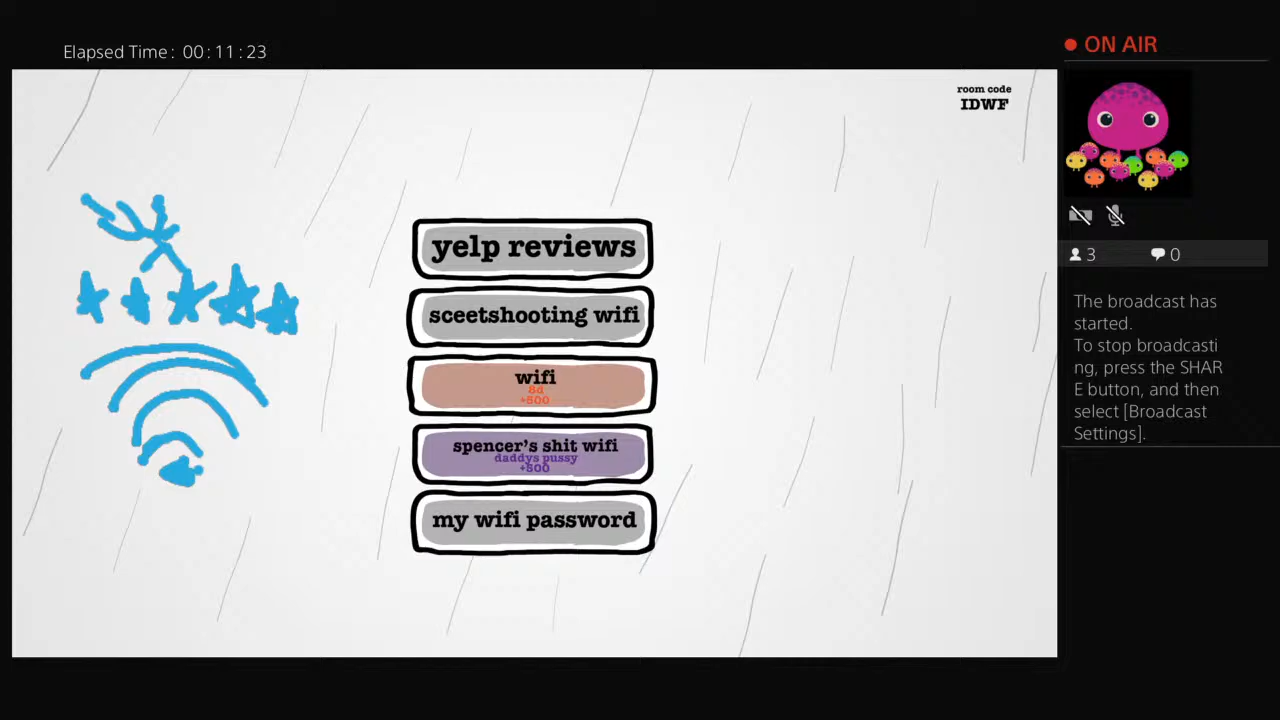 Elapsed Time: 00:11:23
ON AIR
room code
IDWF
yelp reviews
sceetshooting wifi
wifi
8d
+500
spencer's shit wifi
daddys pussy
+500
my wifi password
3
0
The broadcast has
started.
To stop broadcasti
ng, press the SHAR
E button, and then
select [Broadcast
Settings].